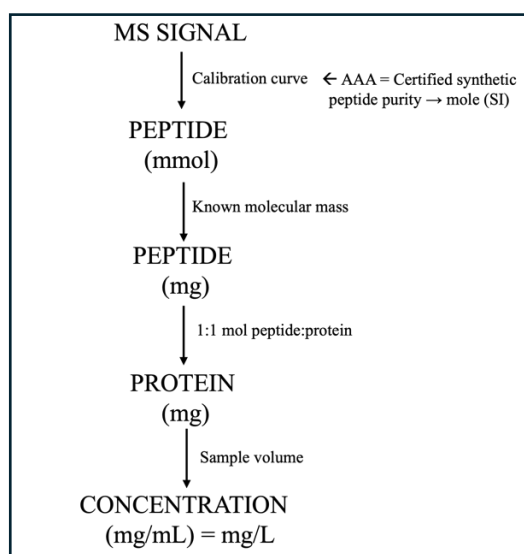 MS SIGNAL
Calibration curve ← AAA = Certified synthetic
peptide purity → mole (SI)
PEPTIDE
(mmol)
Known molecular mass
PEPTIDE
(mg)
1:1 mol peptide:protein
PROTEIN
(mg)
Sample volume
CONCENTRATION
(mg/mL) = mg/L